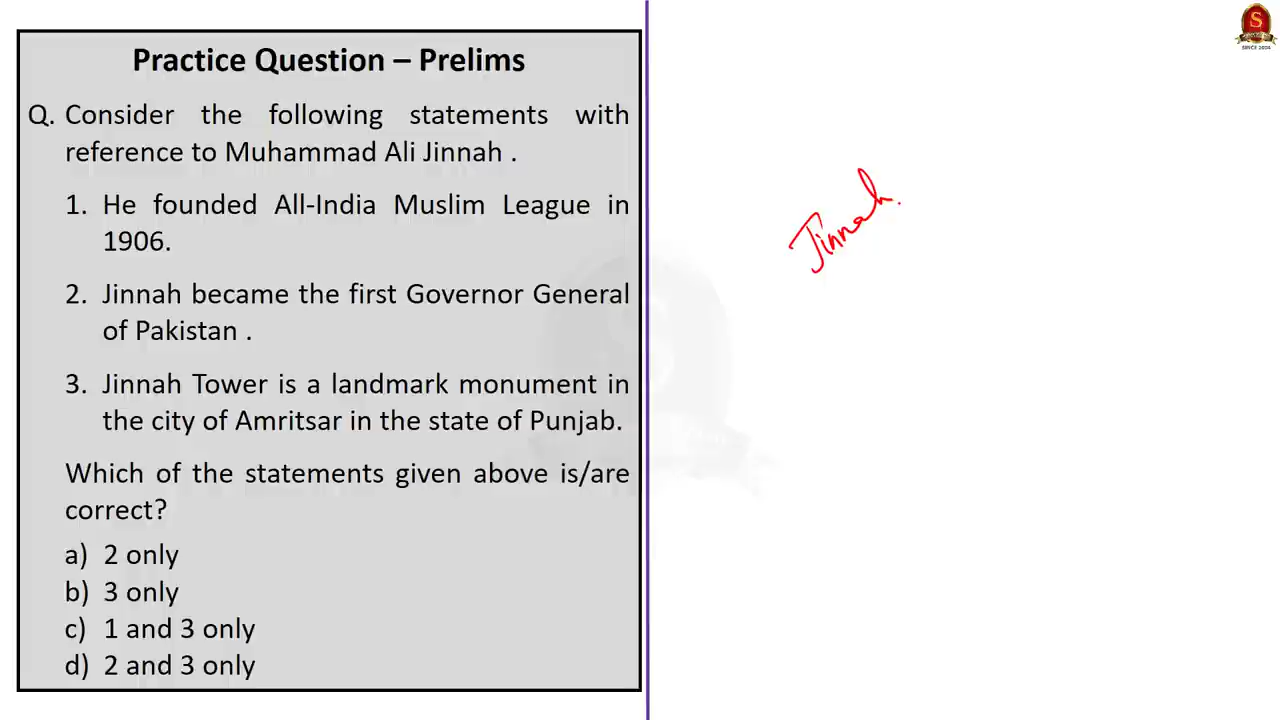 Practice Question – Prelims
Q. Consider the following statements with
reference to Muhammad Ali Jinnah .
1. He founded All-India Muslim League in
1906.
2. Jinnah became the first Governor General
of Pakistan .
3. Jinnah Tower is a landmark monument in
the city of Amritsar in the state of Punjab.
Which of the statements given above is/are
correct?
a) 2 only
b) 3 only
c) 1 and 3 only
d) 2 and 3 only
Jinnah.
S
SINCE 2004